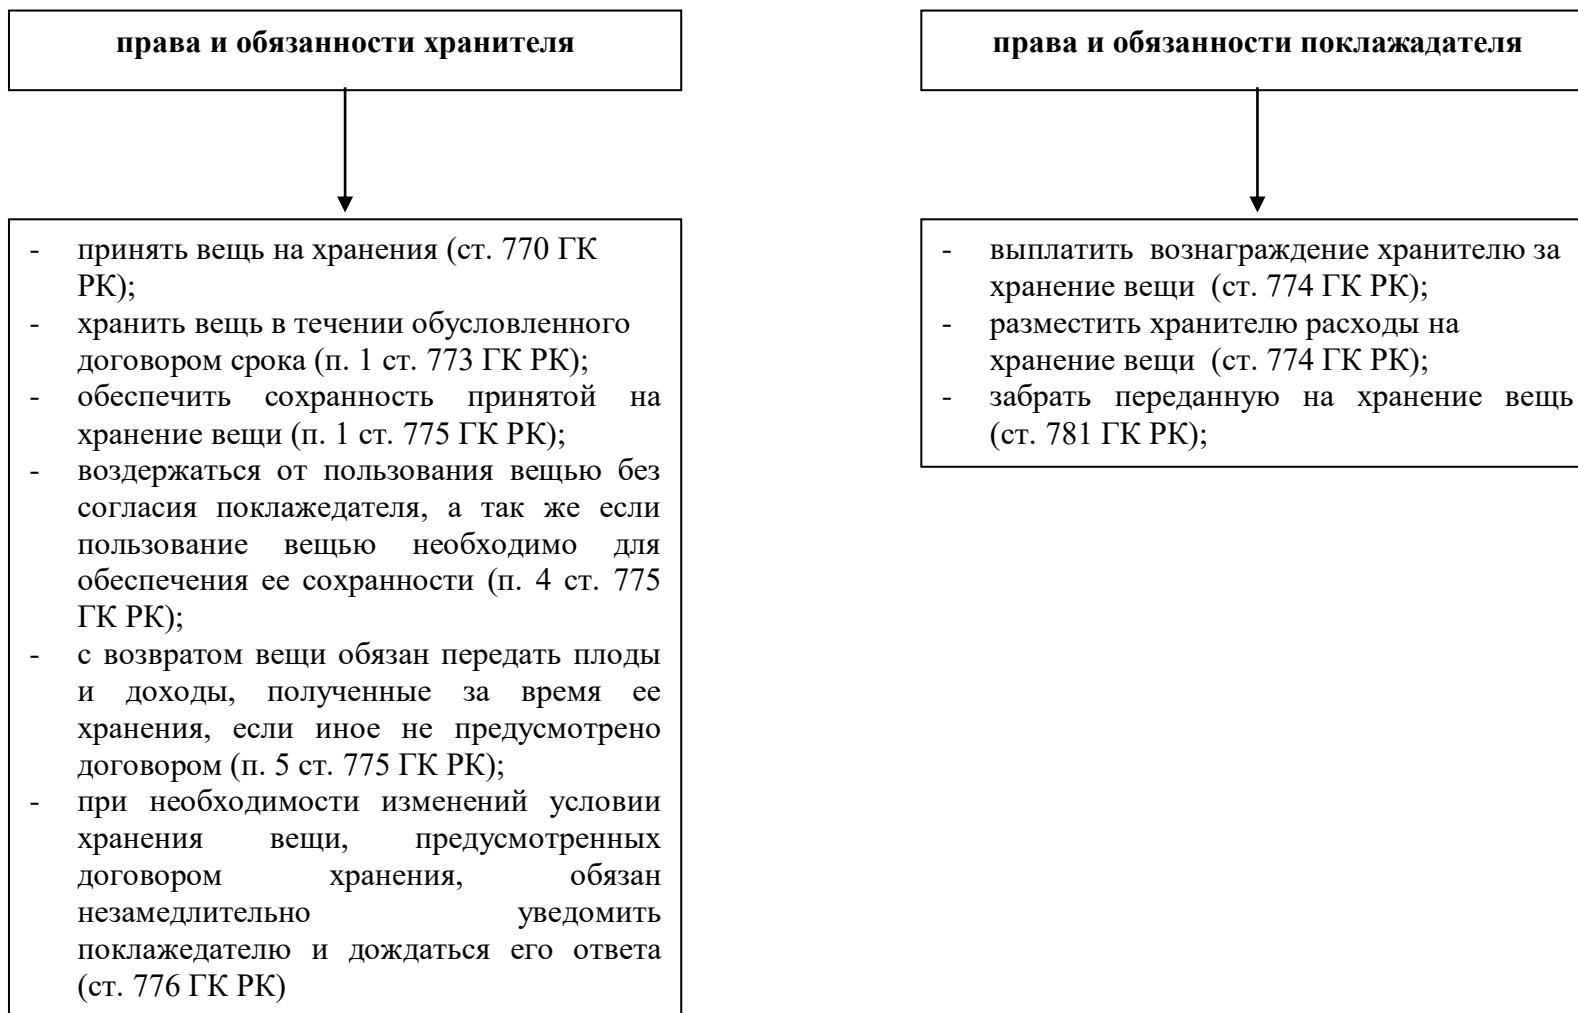 права и обязанности хранителя
права и обязанности поклажадателя
- принять вещь на хранения (ст. 770 ГК
РК);
- хранить вещь в течении обусловленного
договором срока (п. 1 ст. 773 ГК РК);
- обеспечить сохранность принятой на
хранение вещи (п. 1 ст. 775 ГК РК);
- воздержаться от пользования вещью без
согласия поклажедателя, а так же если
пользование вещью необходимо для
обеспечения ее сохранности (п. 4 ст. 775
ГК РК);
- с возвратом вещи обязан передать плоды
и доходы, полученные за время ее
хранения, если иное не предусмотрено
договором (п. 5 ст. 775 ГК РК);
- при необходимости изменений условии
хранения вещи, предусмотренных
договором хранения, обязан
незамедлительно уведомить
поклажедателю и дождаться его ответа
(ст. 776 ГК РК)
- выплатить вознаграждение хранителю за
хранение вещи (ст. 774 ГК РК);
- разместить хранителю расходы на
хранение вещи (ст. 774 ГК РК);
- забрать переданную на хранение вещь
(ст. 781 ГК РК);